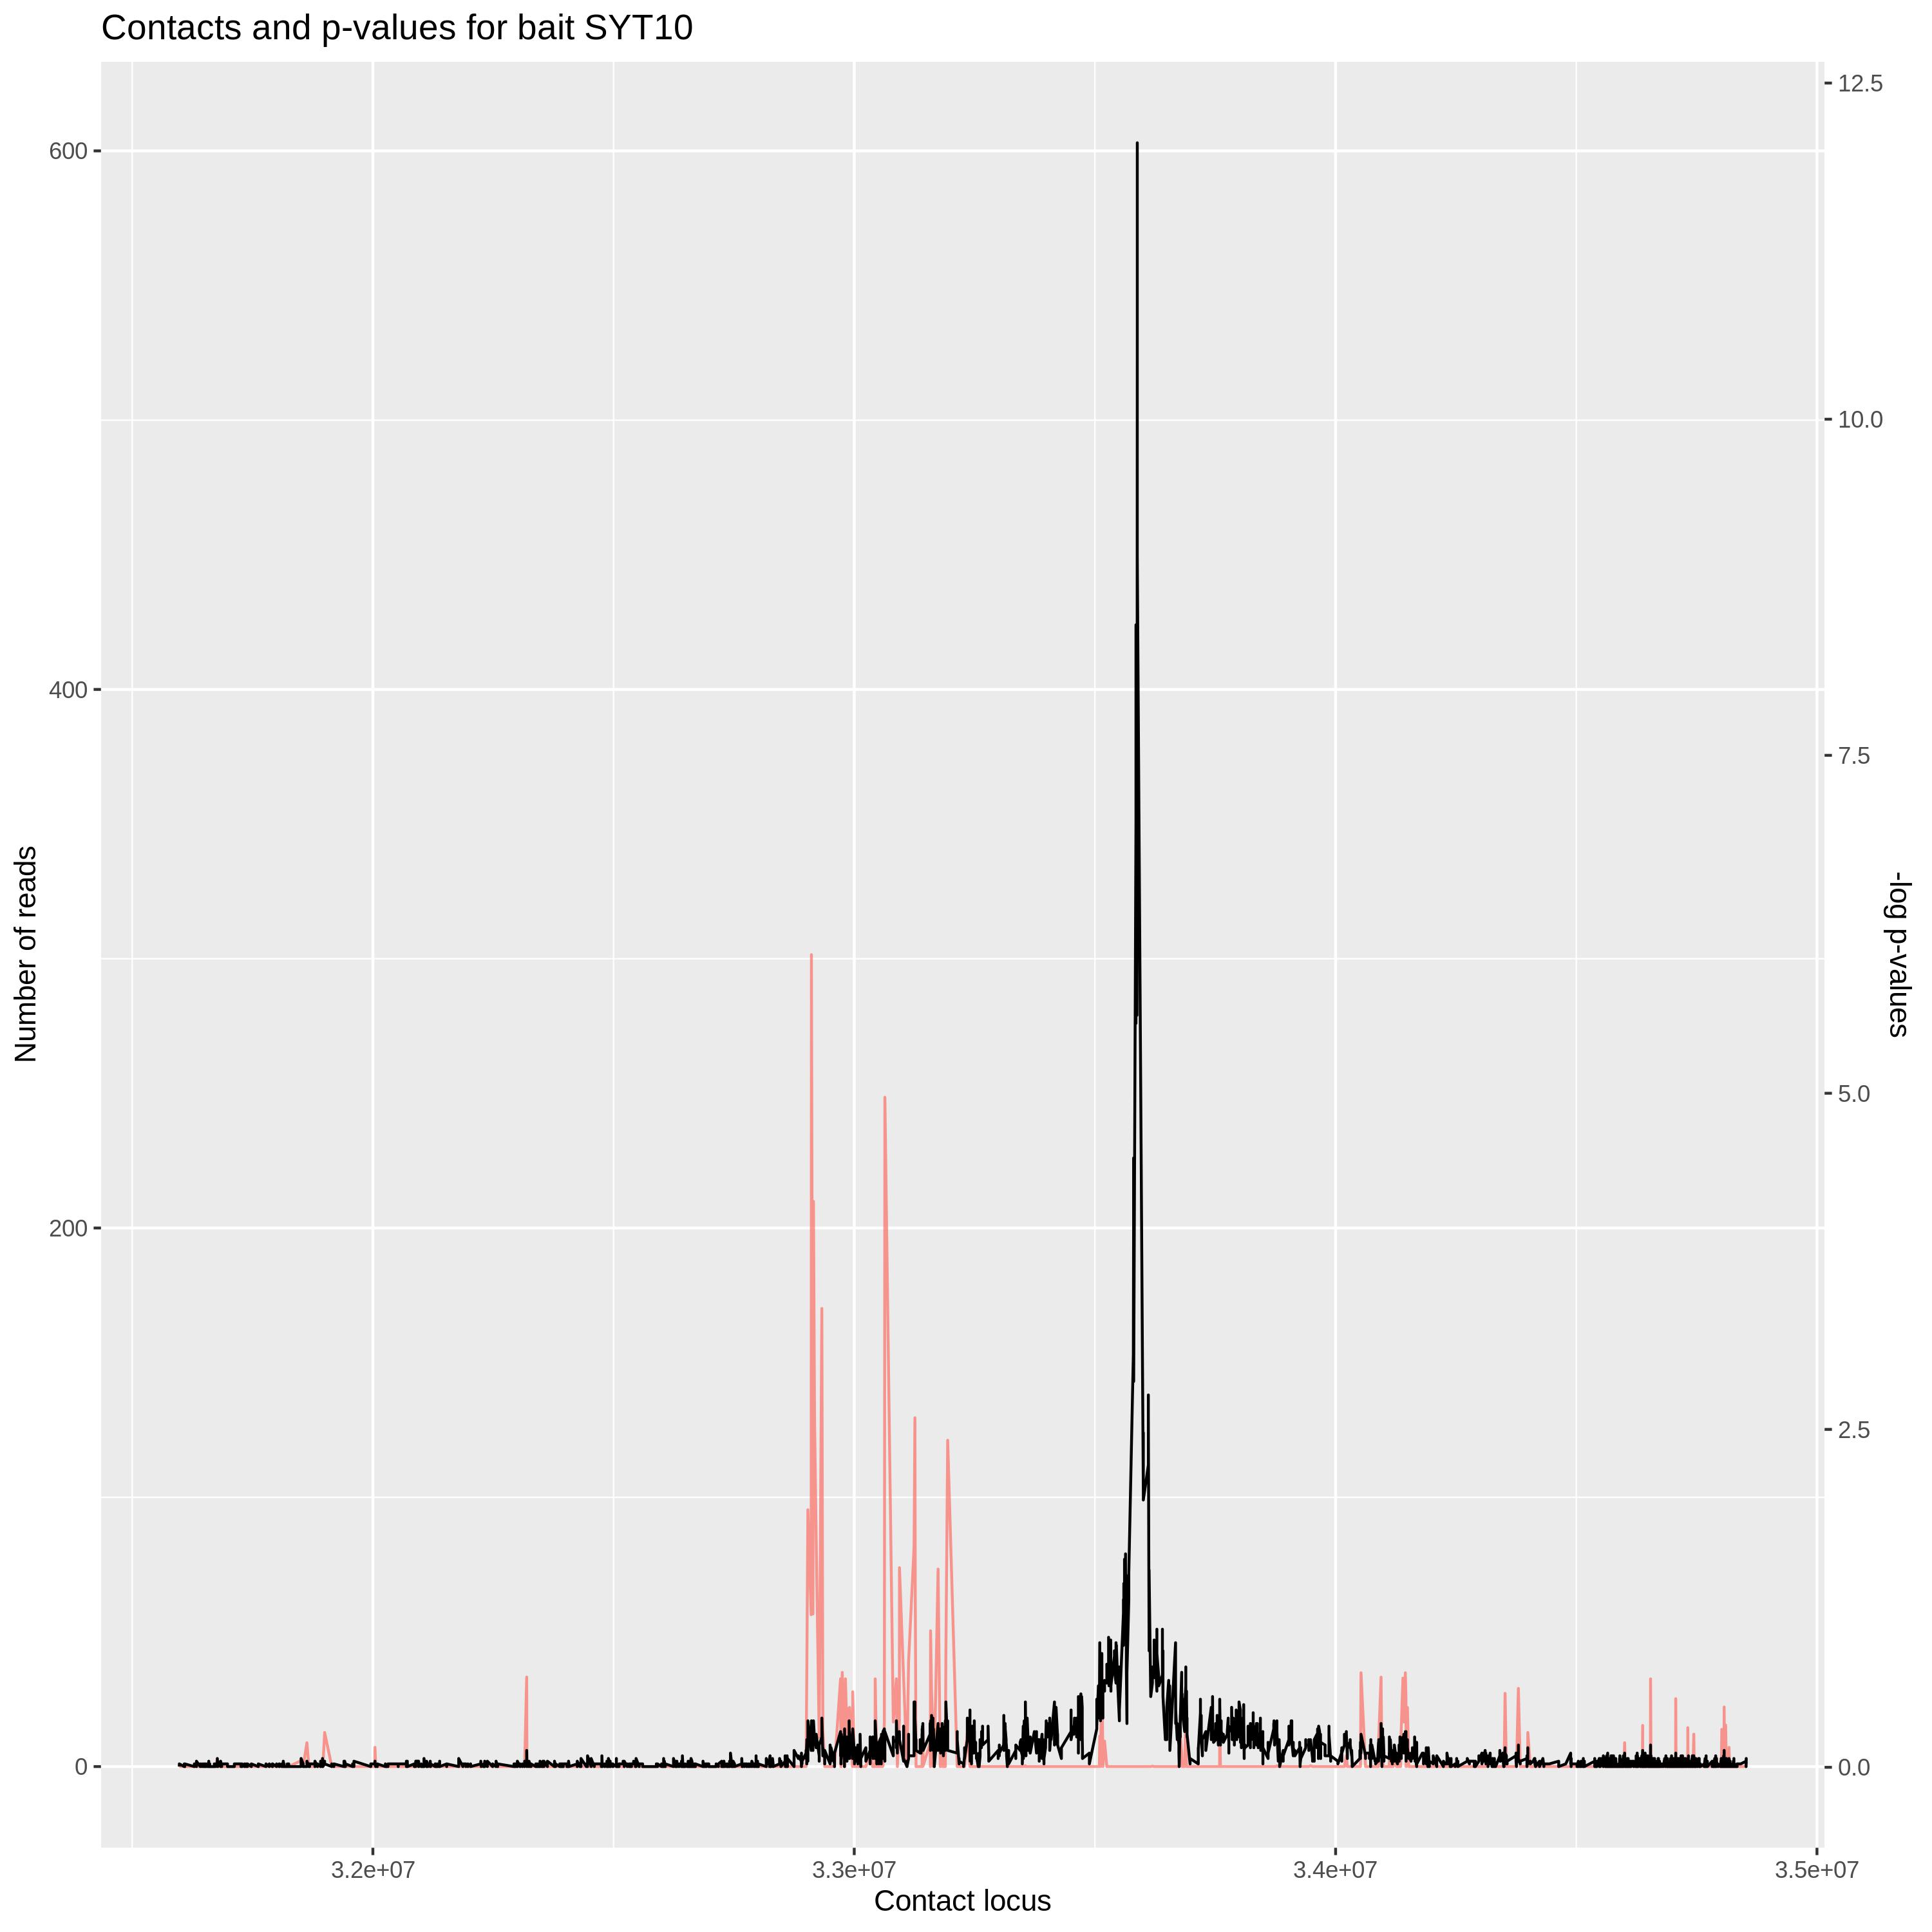 Contacts and p-values for bait SYT10
600
400
200
0
Number of reads
12.5
10.0
7.5
5.0
2.5
0.0
-log p-values
3.2e+07
3.3e+07
3.4e+07
3.5e+07
Contact locus